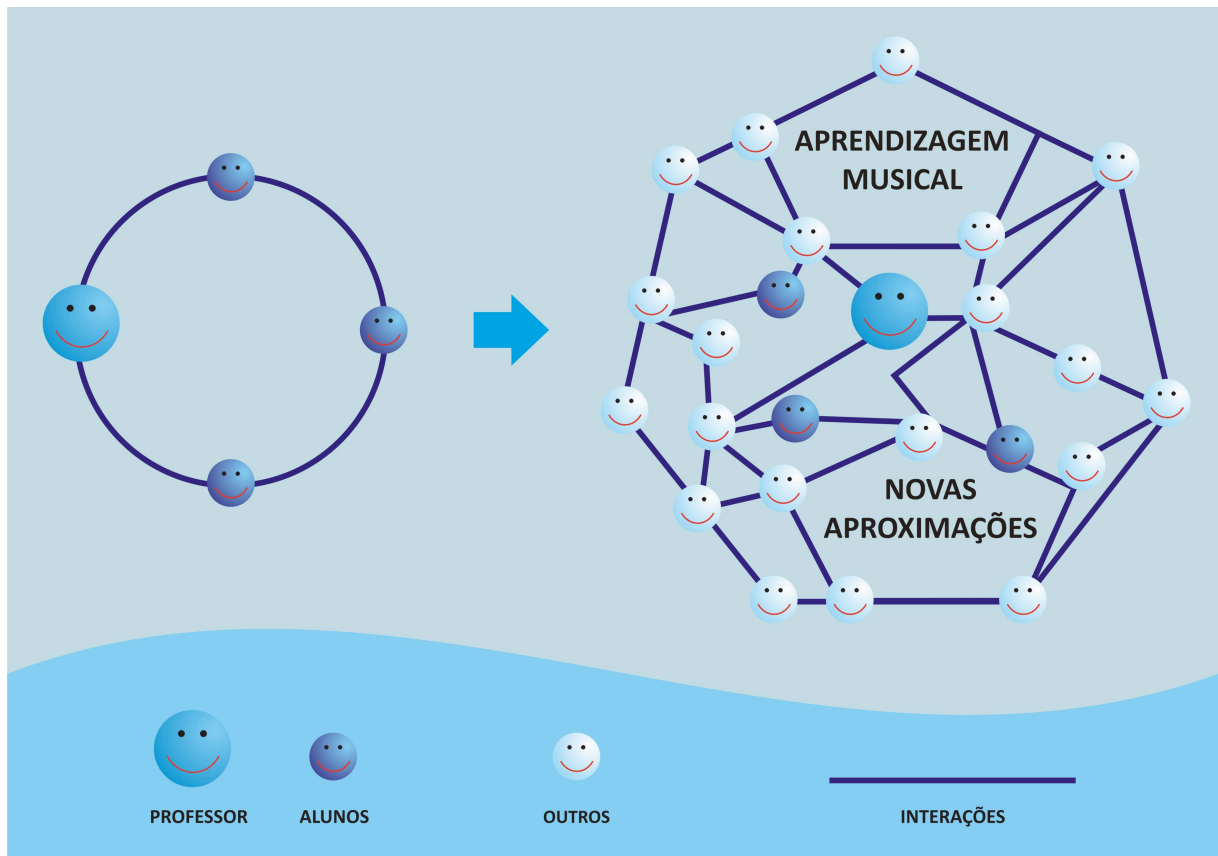 APRENDIZAGEM
MUSICAL
NOVAS
APROXIMAÇÕES
PROFESSOR
ALUNOS
OUTROS
INTERAÇÕES